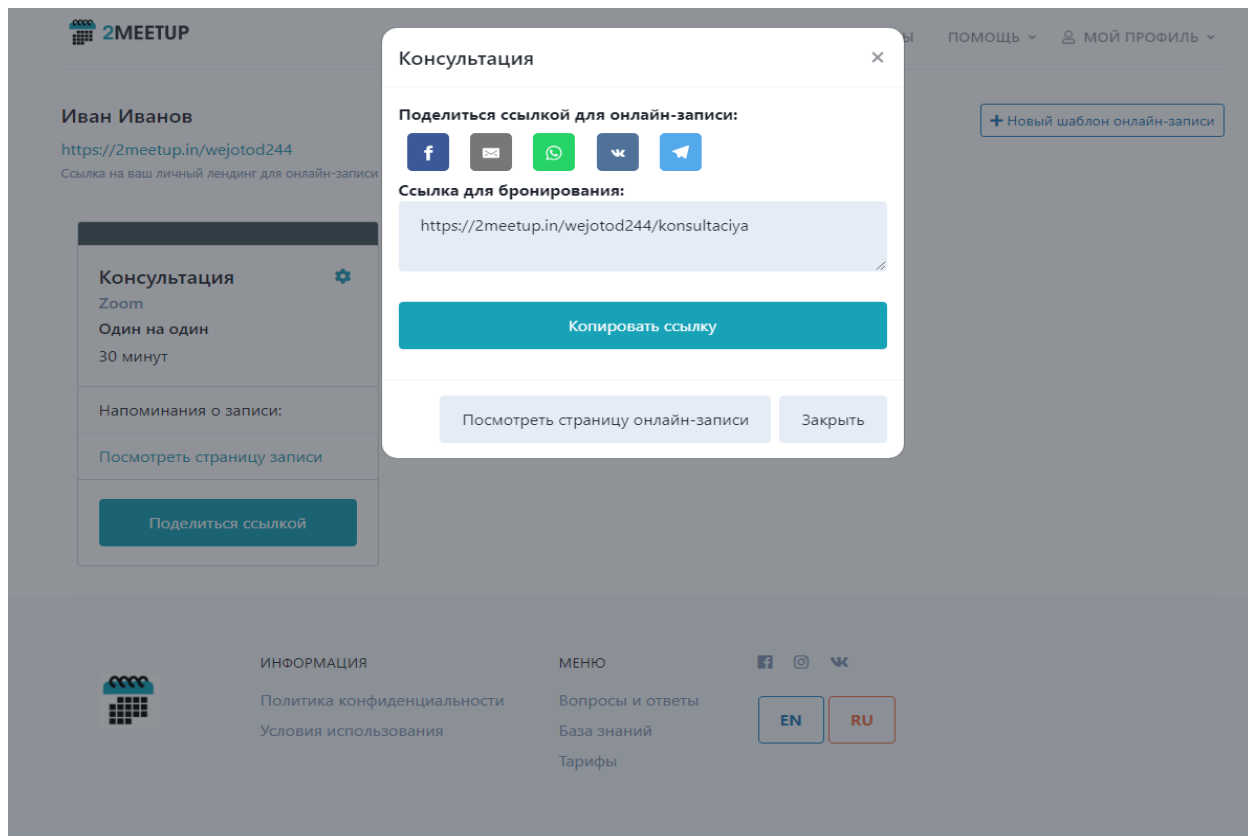 2MEETUP
ПОМОЩЬ
МОЙ ПРОФИЛЬ
Иван Иванов
https://2meetup.in/wejotod244
Ссылка на ваш личный лендинг для онлайн-записи
+ Новый шаблон онлайн-записи
Консультация
Zoom
Один на один
30 минут
Напоминания о записи:
Посмотреть страницу записи
Поделиться ссылкой
Консультация ×
Поделиться ссылкой для онлайн-записи:
Ссылка для бронирования:
https://2meetup.in/wejotod244/konsultaciya
Копировать ссылку
Посмотреть страницу онлайн-записи
Закрыть
ИНФОРМАЦИЯ
Политика конфиденциальности
Условия использования
МЕНЮ
Вопросы и ответы
База знаний
Тарифы
EN
RU